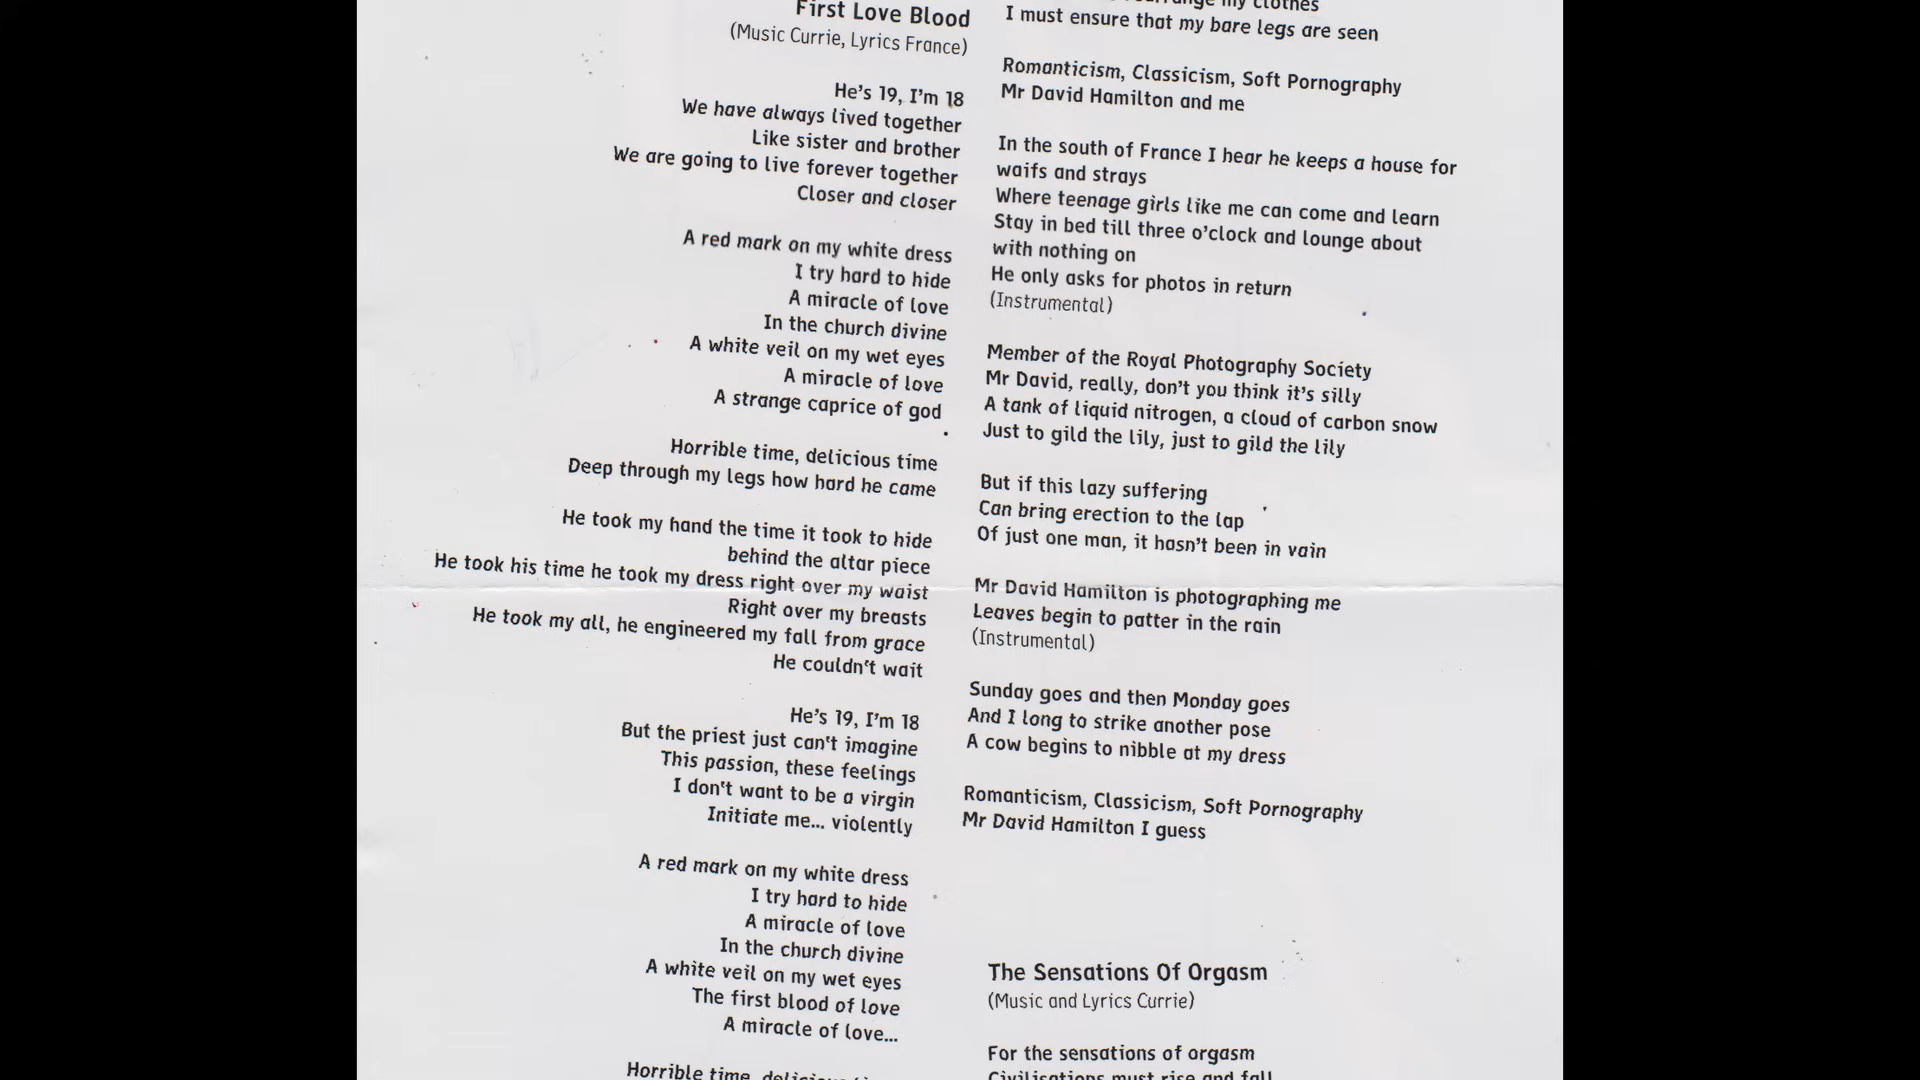 First Love Blood
(Music Currie, Lyrics France)
He's 19, I'm 18
We have always lived together
Like sister and brother
We are going to live forever together
Closer and closer
A red mark on my white dress
I try hard to hide
A miracle of love
In the church divine
A white veil on my wet eyes
A miracle of love
A strange caprice of god
Horrible time, delicious time
Deep through my legs how hard he came
He took my hand the time it took to hide
behind the altar piece
He took his time he took my dress right over my waist
Right over my breasts
He took my all, he engineered my fall from grace
He couldn't wait
He's 19, I'm 18
But the priest just can't imagine
This passion, these feelings
I don't want to be a virgin
Initiate me... violently
A red mark on my white dress
I try hard to hide
A miracle of love
In the church divine
A white veil on my wet eyes
The first blood of love
A miracle of love...
Horrible time,
my clothes
I must ensure that my bare legs are seen
Romanticism, Classicism, Soft Pornography
Mr David Hamilton and me
In the south of France I hear he keeps a house for
waifs and strays
Where teenage girls like me can come and learn
Stay in bed till three o'clock and lounge about
with nothing on
He only asks for photos in return
(Instrumental)
Member of the Royal Photography Society
Mr David, really, don't you think it's silly
A tank of liquid nitrogen, a cloud of carbon snow
Just to gild the lily, just to gild the lily
But if this lazy suffering
Can bring erection to the lap
Of just one man, it hasn't been in vain
Mr David Hamilton is photographing me
Leaves begin to patter in the rain
(Instrumental)
Sunday goes and then Monday goes
And I long to strike another pose
A cow begins to nibble at my dress
Romanticism, Classicism, Soft Pornography
Mr David Hamilton I guess
The Sensations Of Orgasm
(Music and Lyrics Currie)
For the sensations of orgasm
Civilisations must rise and fall